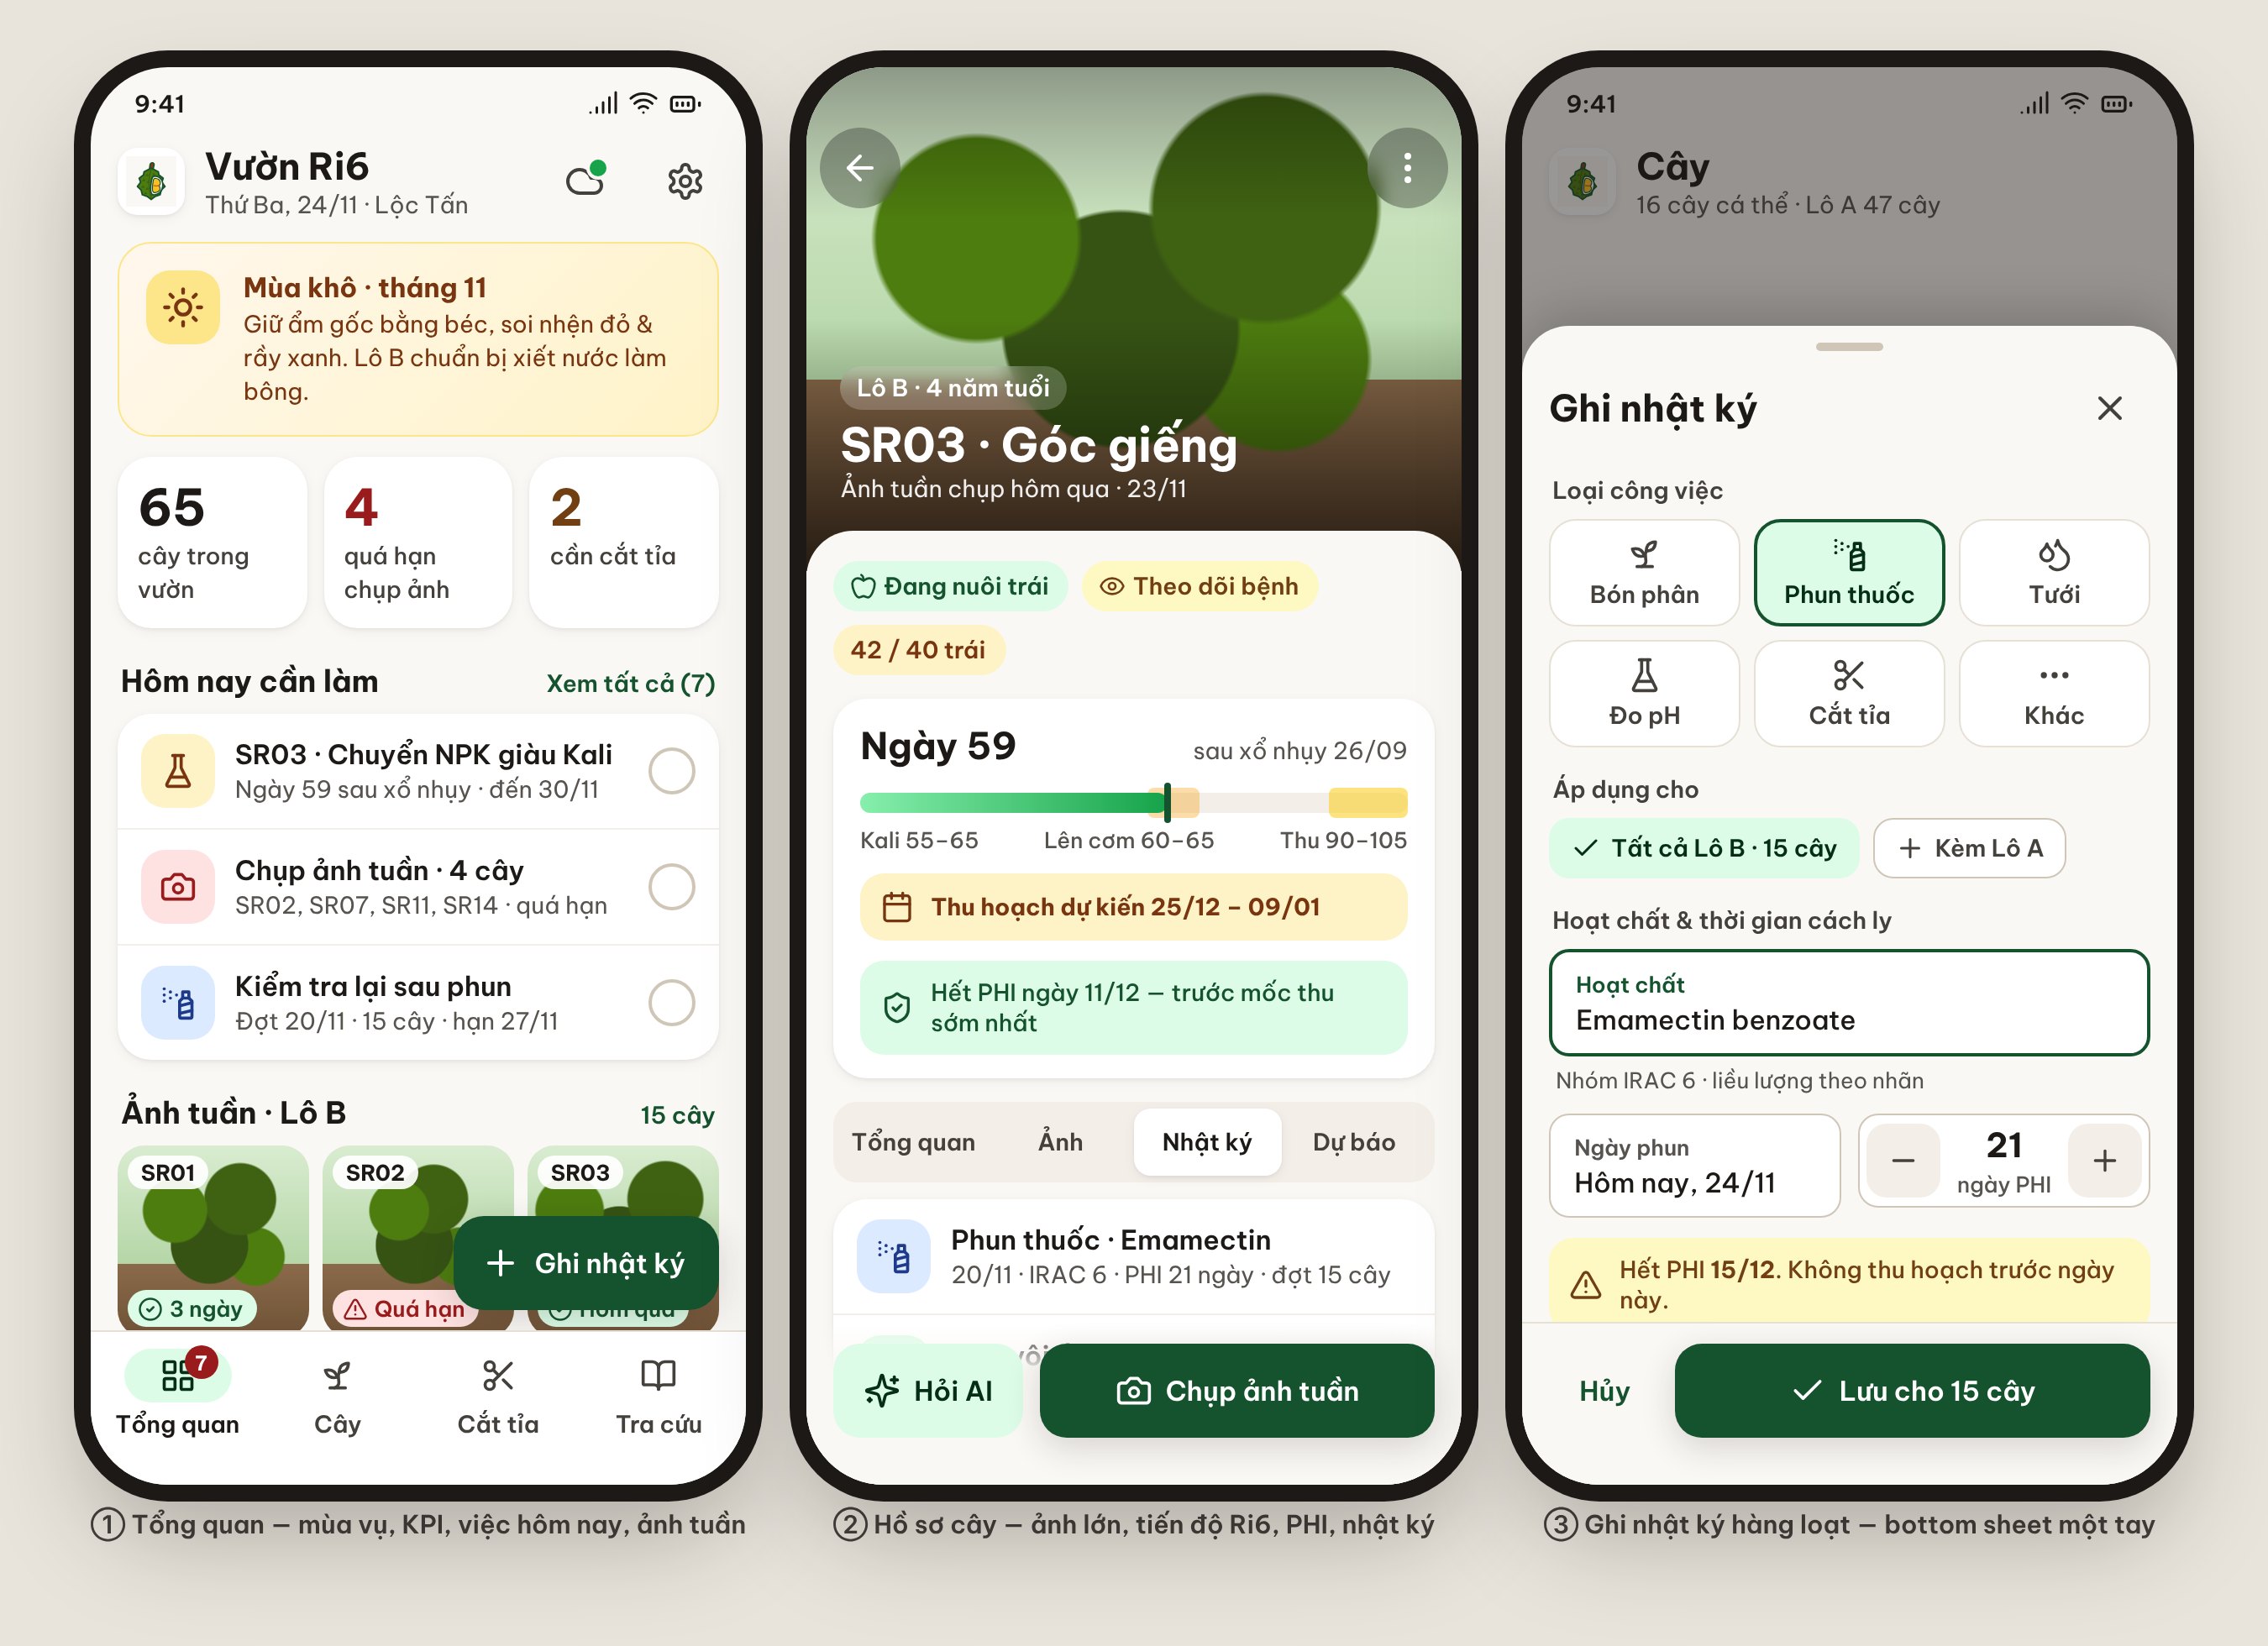 9:41
Vườn Ri6
Thứ Ba, 24/11 · Lộc Tấn
Mùa khô · tháng 11
Giữ ẩm gốc bằng béc, soi nhện đỏ &
rầy xanh. Lô B chuẩn bị xiết nước làm
bông.
65
cây trong
vườn
4
quá hạn
chụp ảnh
2
cần cắt tỉa
Hôm nay cần làm
Xem tất cả (7)
SR03 · Chuyển NPK giàu Kali
Ngày 59 sau xổ nhụy · đến 30/11
Chụp ảnh tuần · 4 cây
SR02, SR07, SR11, SR14 · quá hạn
Kiểm tra lại sau phun
Đợt 20/11 · 15 cây · hạn 27/11
Ảnh tuần · Lô B
15 cây
SR01
SR02
SR03
Ghi nhật ký
3 ngày
Quá hạn
Hôm qua
7
Tổng quan
Cây
Cắt tỉa
Tra cứu
① Tổng quan — mùa vụ, KPI, việc hôm nay, ảnh tuần
Lô B · 4 năm tuổi
SR03 · Góc giếng
Ảnh tuần chụp hôm qua · 23/11
Đang nuôi trái
Theo dõi bệnh
42 / 40 trái
Ngày 59
sau xổ nhụy 26/09
Kali 55–65
Lên cơm 60–65
Thu 90–105
Thu hoạch dự kiến 25/12 – 09/01
Hết PHI ngày 11/12 — trước mốc thu
sớm nhất
Tổng quan
Ảnh
Nhật ký
Dự báo
Phun thuốc · Emamectin
20/11 · IRAC 6 · PHI 21 ngày · đợt 15 cây
Hỏi AI
Chụp ảnh tuần
② Hồ sơ cây — ảnh lớn, tiến độ Ri6, PHI, nhật ký
9:41
Cây
16 cây cá thể · Lô A 47 cây
Ghi nhật ký
Loại công việc
Bón phân
Phun thuốc
Tưới
Đo pH
Cắt tỉa
Khác
Áp dụng cho
Tất cả Lô B · 15 cây
Kèm Lô A
Hoạt chất & thời gian cách ly
Hoạt chất
Emamectin benzoate
Nhóm IRAC 6 · liều lượng theo nhãn
Ngày phun
Hôm nay, 24/11
21
ngày PHI
Hết PHI 15/12. Không thu hoạch trước ngày
này.
Hủy
Lưu cho 15 cây
③ Ghi nhật ký hàng loạt — bottom sheet một tay